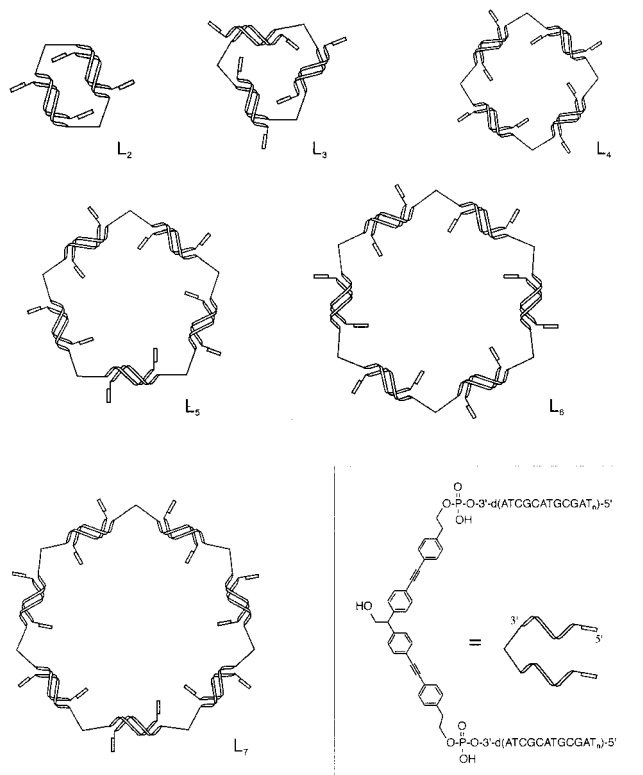 L₂
L₃
L₄
L₅
L₆
L₇
O
O-P-O-3'-d(ATCGCATGCGATₙ)-5'
OH
HO
=
3'
5'
O
O-P-O-3'-d(ATCGCATGCGATₙ)-5'
OH